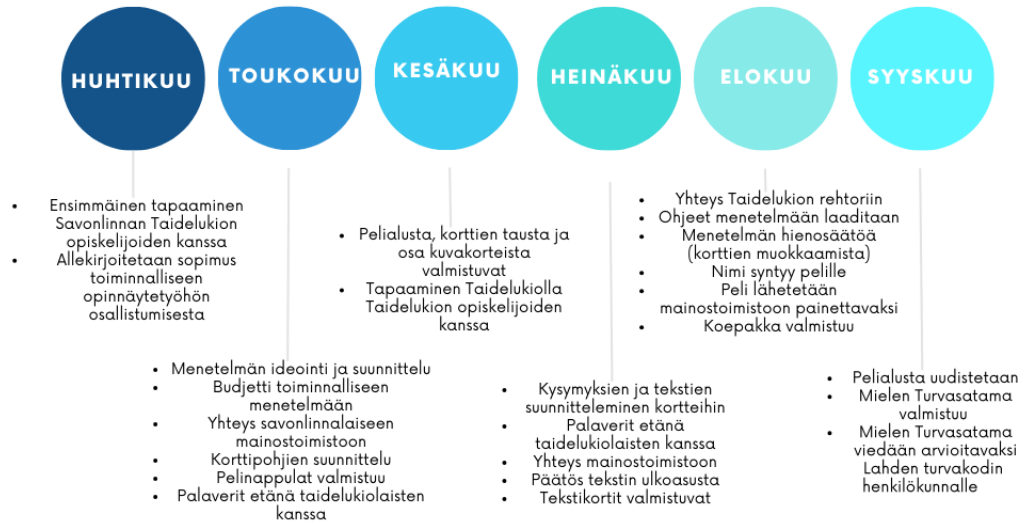 HUHTIKUU
TOUKOKUU
KESÄKUU
HEINÄKUU
ELOKUU
SYYSKUU
• Ensimmäinen tapaaminen
Savonlinnan Taidelukion
opiskelijoiden kanssa
• Allekirjoitetaan sopimus
toiminnalliseen
opinnäytetyöhön
osallistumisesta
• Menetelmän ideointi ja suunnittelu
• Budjetti toiminnalliseen
menetelmään
• Yhteys savonlinnalaiseen
mainostoimistoon
• Korttipohjien suunnittelu
• Pelinappulat valmistuu
• Palaverit etänä taidelukiolaisten
kanssa
• Pelialusta, korttien tausta ja
osa kuvakorteista
valmistuvat
• Tapaaminen Taidelukiolla
Taidelukion opiskelijoiden
kanssa
• Kysymyksien ja tekstien
suunnitteleminen kortteihin
• Palaverit etänä
taidelukiolaisten kanssa
• Yhteys mainostoimistoon
• Päätös tekstin ulkoasusta
• Tekstikortit valmistuvat
• Yhteys Taidelukion rehtoriin
• Ohjeet menetelmään laaditaan
• Menetelmän hienosäätöä
(korttien muokkaamista)
• Nimi syntyy pelille
• Peli lähetetään
mainostoimistoon painettavaksi
• Koepakka valmistuu
• Pelialusta uudistetaan
• Mielen Turvasatama
valmistuu
• Mielen Turvasatama
viedään arvioitavaksi
Lahden turvakodin
henkilökunnalle